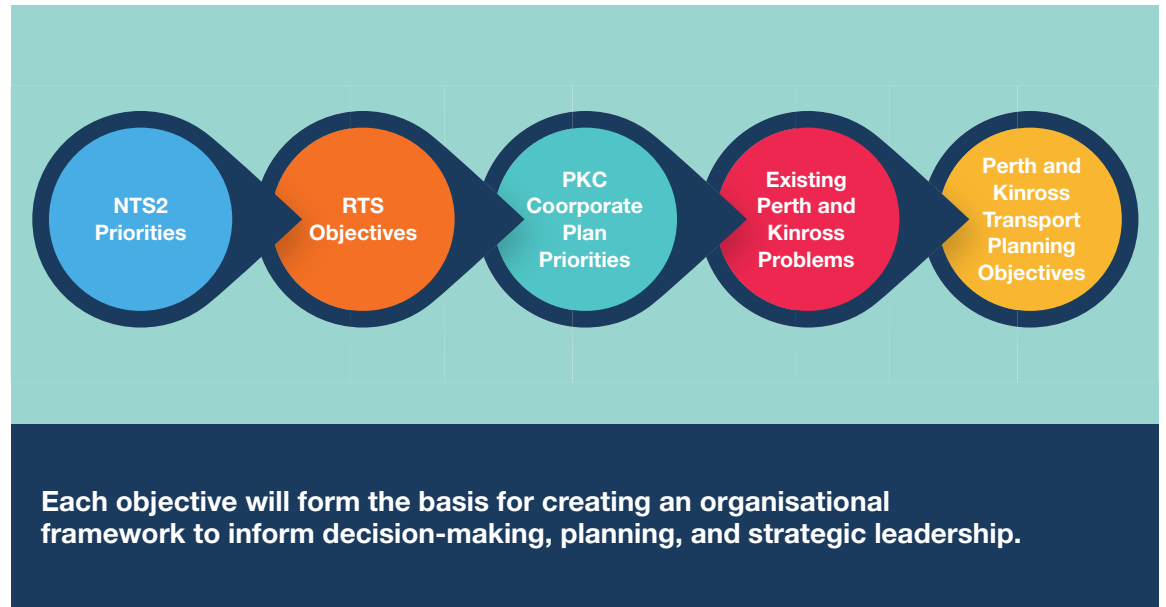 NTS2
Priorities
RTS
Objectives
PKC
Coorporate
Plan
Priorities
Existing
Perth and
Kinross
Problems
Perth and
Kinross
Transport
Planning
Objectives
Each objective will form the basis for creating an organisational
framework to inform decision-making, planning, and strategic leadership.